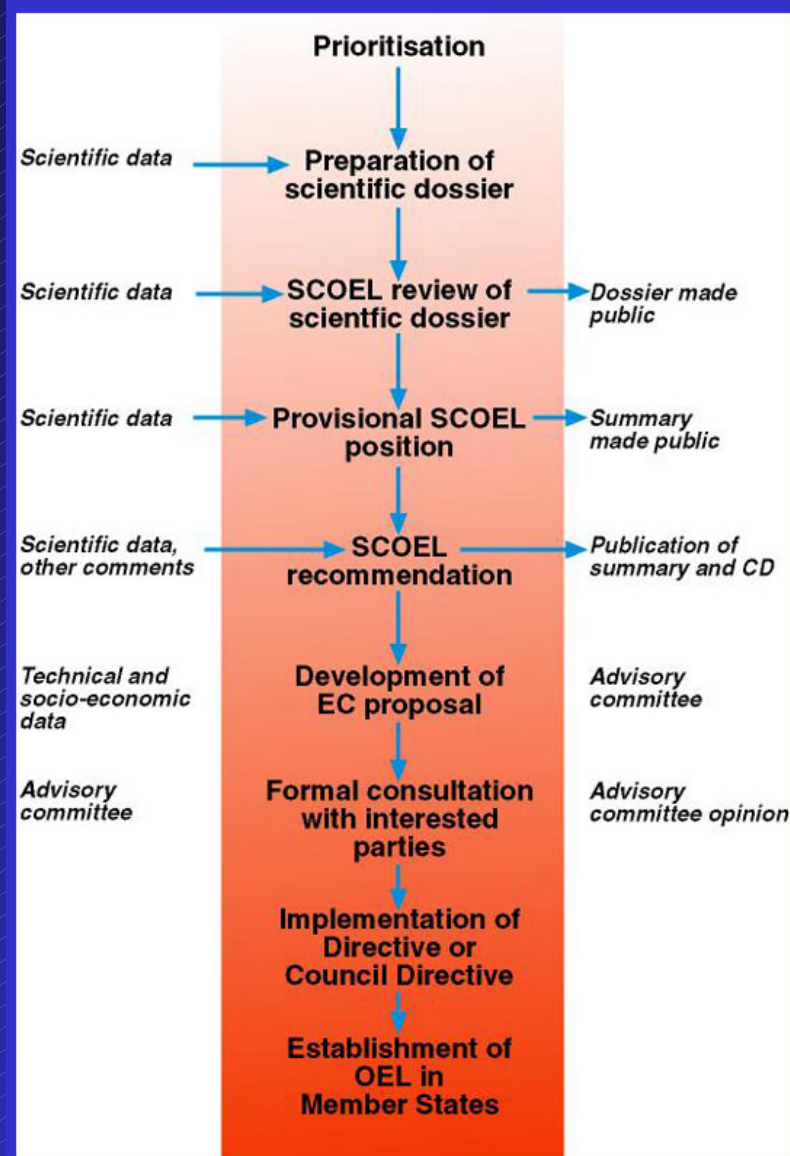 Prioritisation
Scientific data
Preparation of
scientific dossier
Scientific data
SCOEL review of
scientfic dossier
Dossier made
public
Scientific data
Provisional SCOEL
position
Summary
made public
Scientific data,
other comments
SCOEL
recommendation
Publication of
summary and CD
Technical and
socio-economic
data
Development of
EC proposal
Advisory
committee
Advisory
committee
Formal consultation
with interested
parties
Advisory
committee opinion
Implementation of
Directive or
Council Directive
Establishment of
OEL in
Member States